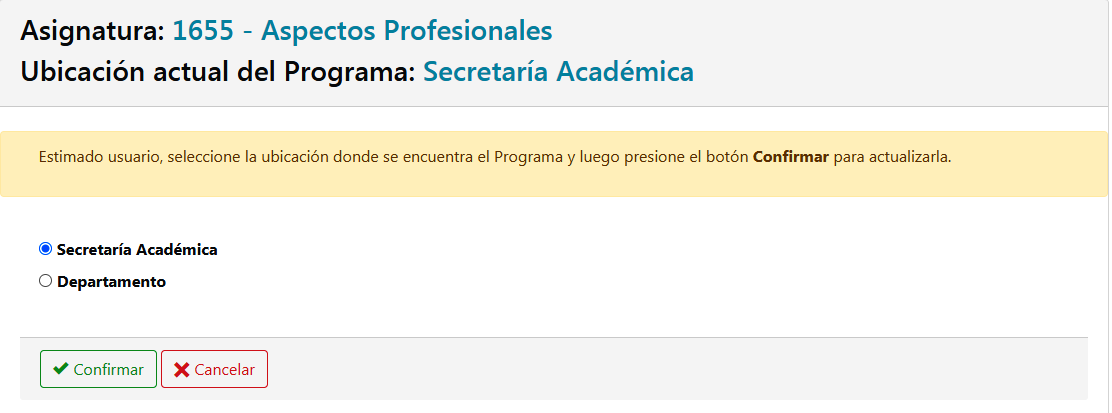 Asignatura: 1655 - Aspectos Profesionales
Ubicación actual del Programa: Secretaría Académica
Estimado usuario, seleccione la ubicación donde se encuentra el Programa y luego presione el botón Confirmar para actualizarla.
Secretaría Académica
Departamento
Confirmar Cancelar